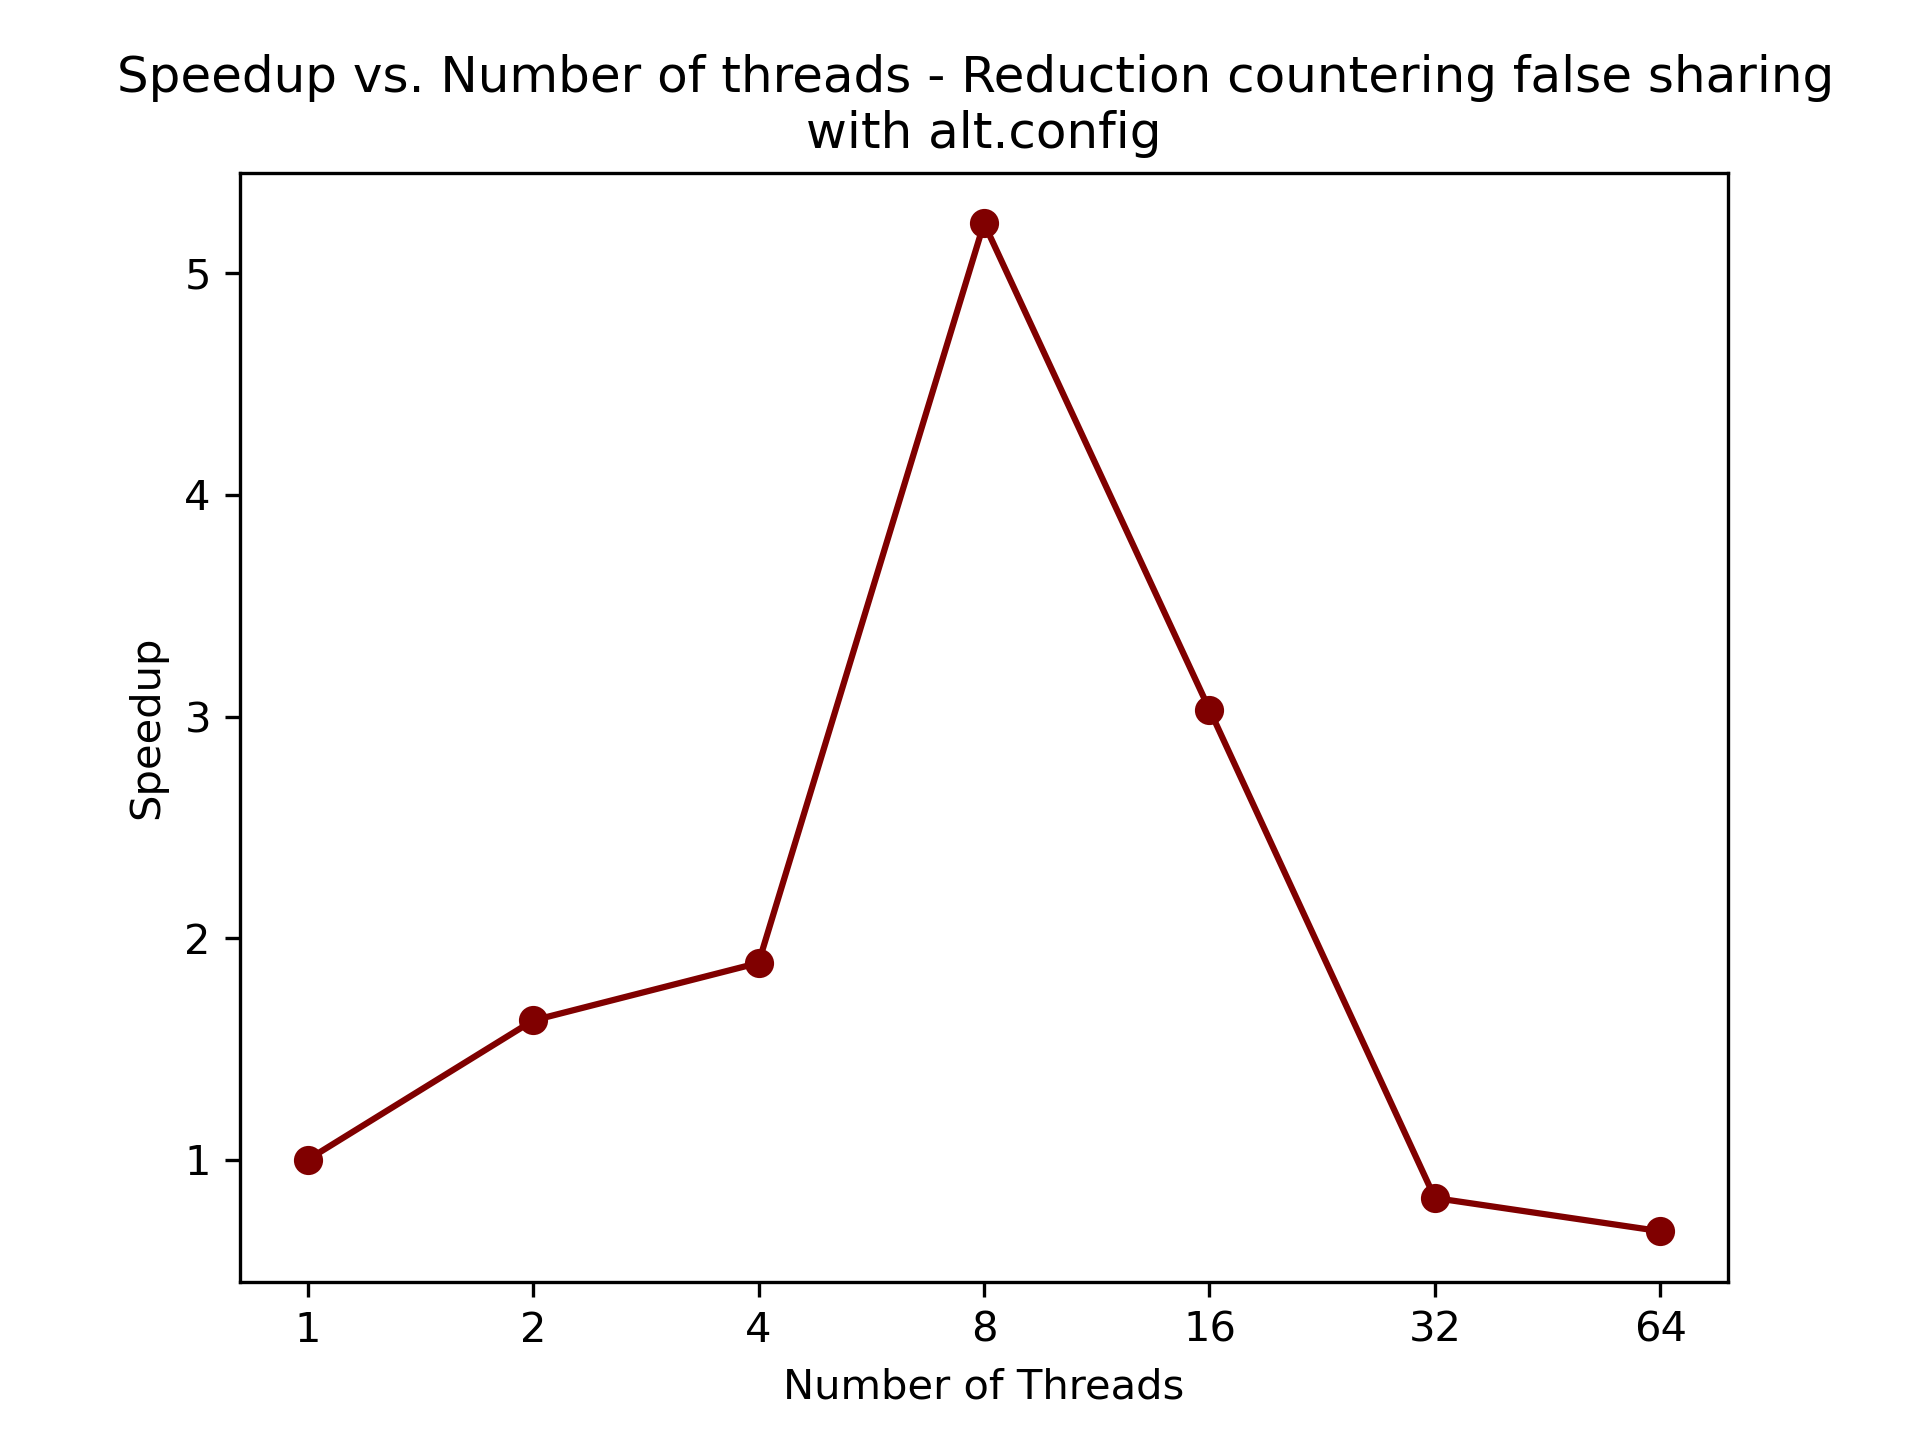 Speedup vs. Number of threads - Reduction countering false sharing
with alt.config
5
4
3
2
1
Speedup
1 2 4 8 16 32 64
Number of Threads